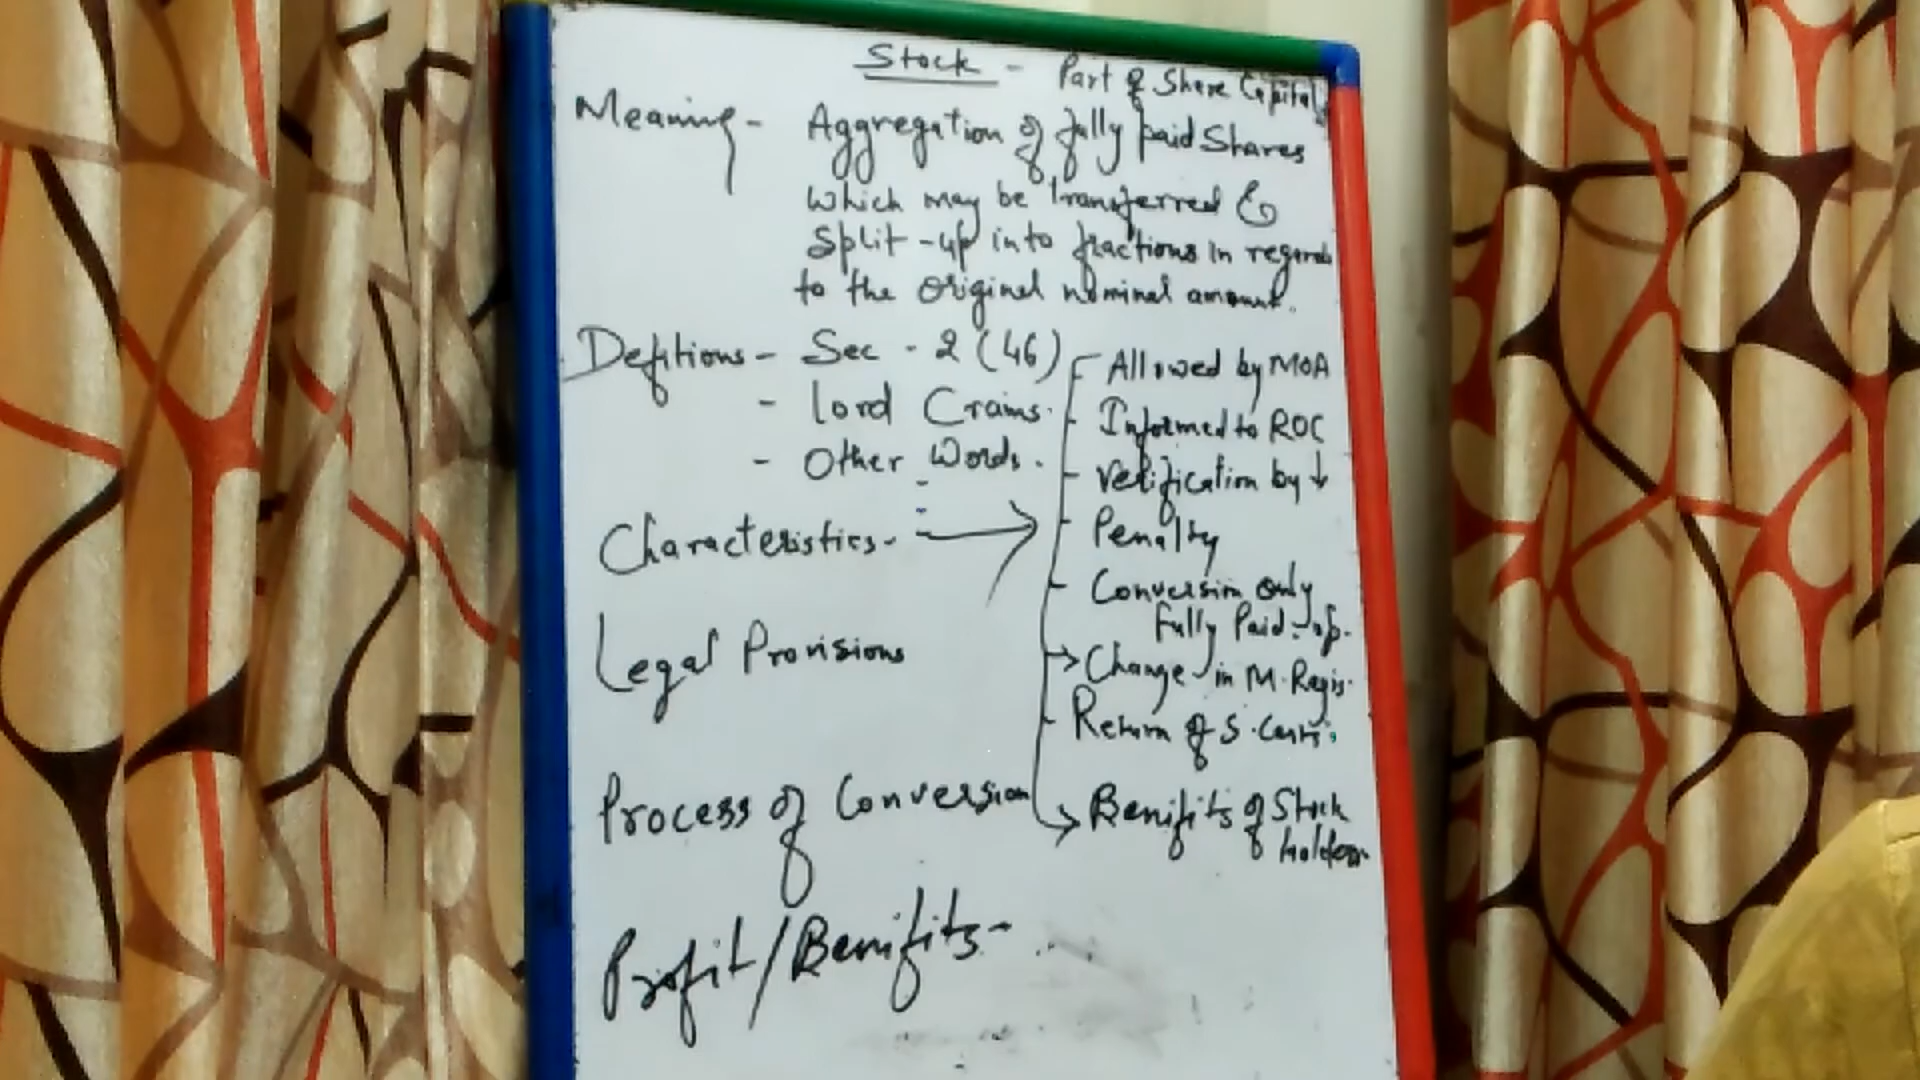 Stock - Part of Share Capital
Meaning - Aggregation of fully paid Shares
which may be transferred &
split-up into fractions in regards
to the original nominal amount.
Defitions - Sec - 2 (46)
- Lord Crains.
- Other Words.
Characteristics -
Legal Provisions
Process of Conversion
Profit/Benifits -
Allowed by MOA
Informed to ROC
Verification by ↓
Penalty
Conversion only
fully Paid-up.
→ Change in M. Regis.
Return of S. Certs.
→ Benifits of Stock
holders